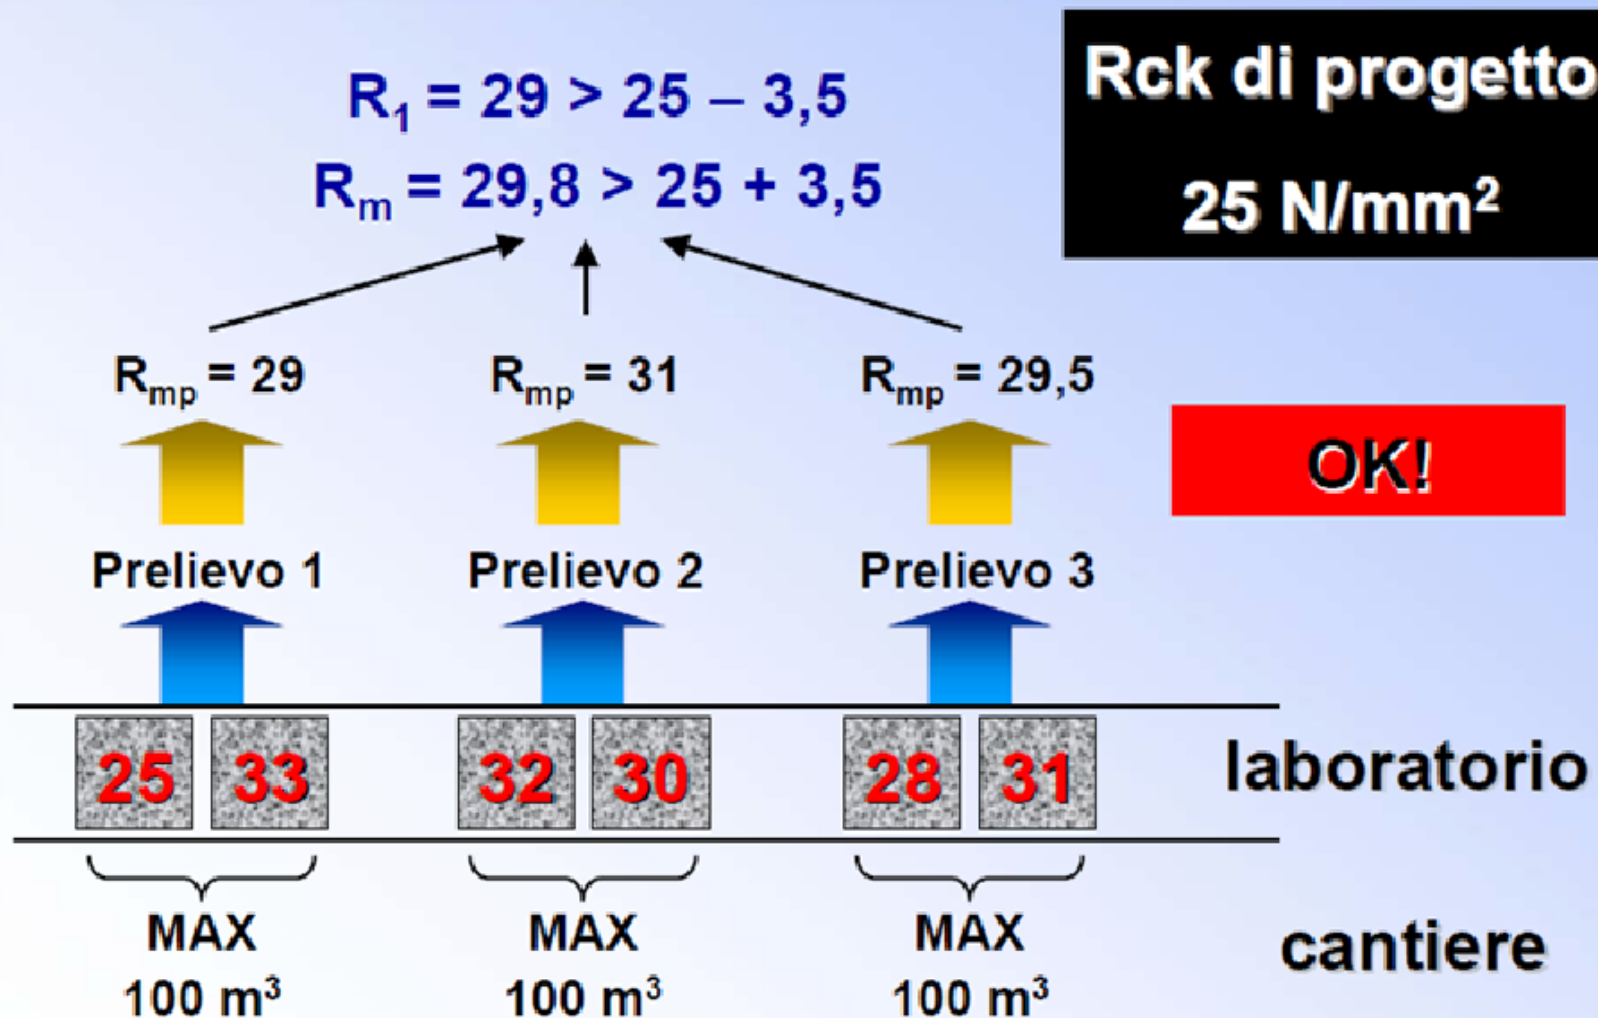 R₁ = 29 > 25 – 3,5
Rₘ = 29,8 > 25 + 3,5
Rck di progetto
25 N/mm²
Rₘₚ = 29
Rₘₚ = 31
Rₘₚ = 29,5
OK!
Prelievo 1
Prelievo 2
Prelievo 3
25 33
32 30
28 31
laboratorio
MAX
100 m³
MAX
100 m³
MAX
100 m³
cantiere